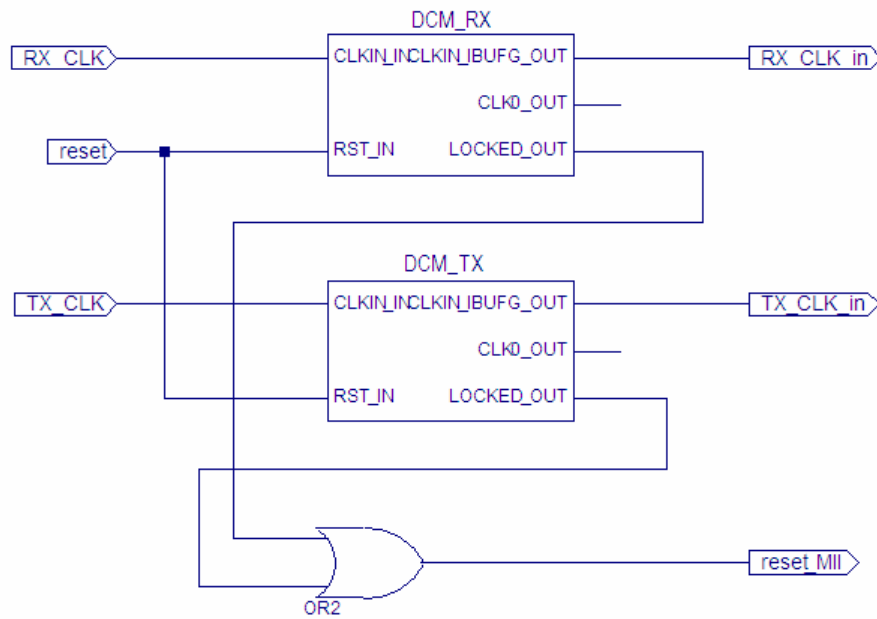 DCM_RX
RX_CLK CLKIN_IN CLKIN_IBUFG_OUT RX_CLK_in
CLK0_OUT
reset RST_IN LOCKED_OUT
DCM_TX
TX_CLK CLKIN_IN CLKIN_IBUFG_OUT TX_CLK_in
CLK0_OUT
RST_IN LOCKED_OUT
reset_MII
OR2